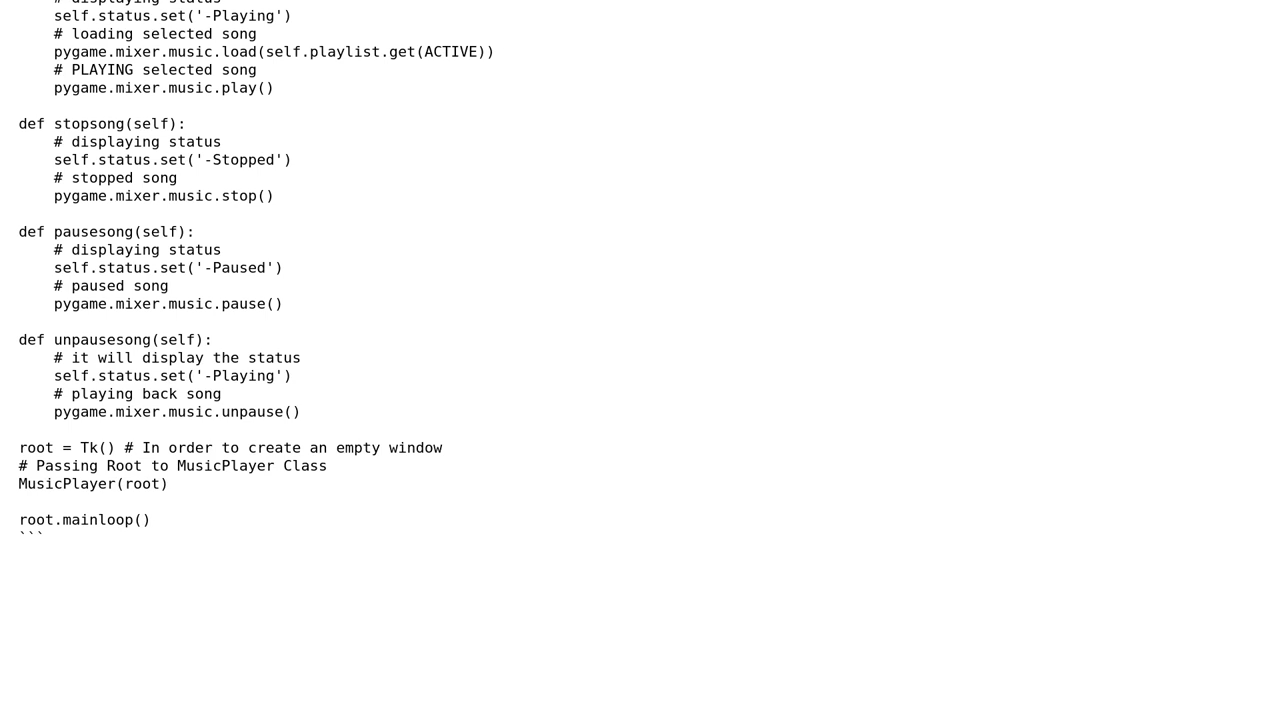 # displaying status
        self.status.set('-Playing')
        # loading selected song
        pygame.mixer.music.load(self.playlist.get(ACTIVE))
        # PLAYING selected song
        pygame.mixer.music.play()

    def stopsong(self):
        # displaying status
        self.status.set('-Stopped')
        # stopped song
        pygame.mixer.music.stop()

    def pausesong(self):
        # displaying status
        self.status.set('-Paused')
        # paused song
        pygame.mixer.music.pause()

    def unpausesong(self):
        # it will display the status
        self.status.set('-Playing')
        # playing back song
        pygame.mixer.music.unpause()

root = Tk() # In order to create an empty window
# Passing Root to MusicPlayer Class
MusicPlayer(root)

root.mainloop()
```